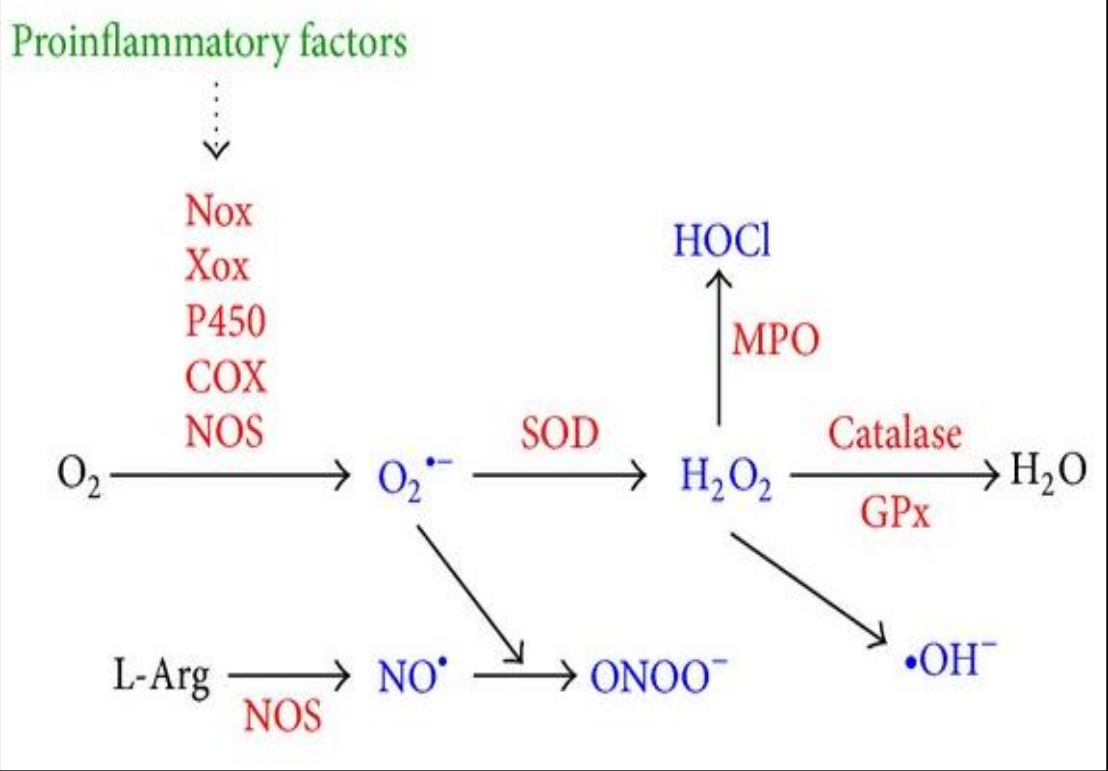 Proinflammatory factors
Nox
Xox
P450
COX
NOS
HOCl
MPO
O₂
O₂•−
SOD
H₂O₂
Catalase
GPx
H₂O
L-Arg
NOS
NO•
ONOO⁻
•OH⁻